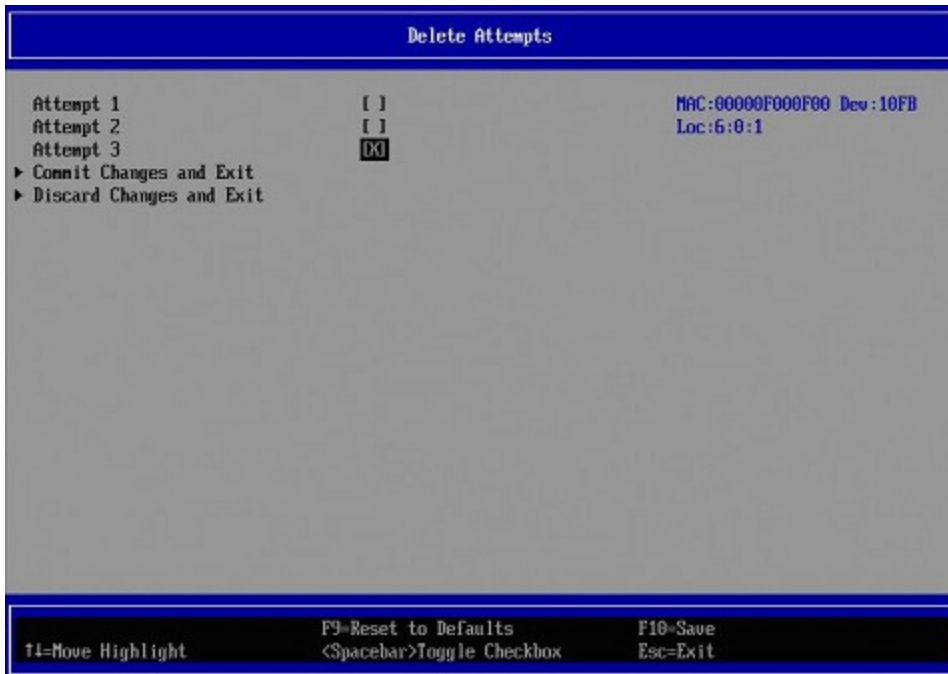 Delete Attempts
Attempt 1 [ ] MAC:00000F000F00 Dev:10FB
Attempt 2 [ ] Loc:6:0:1
Attempt 3 [X]
▶ Commit Changes and Exit
▶ Discard Changes and Exit
F9=Reset to Defaults F10=Save
↑↓=Move Highlight <Spacebar>Toggle Checkbox Esc=Exit